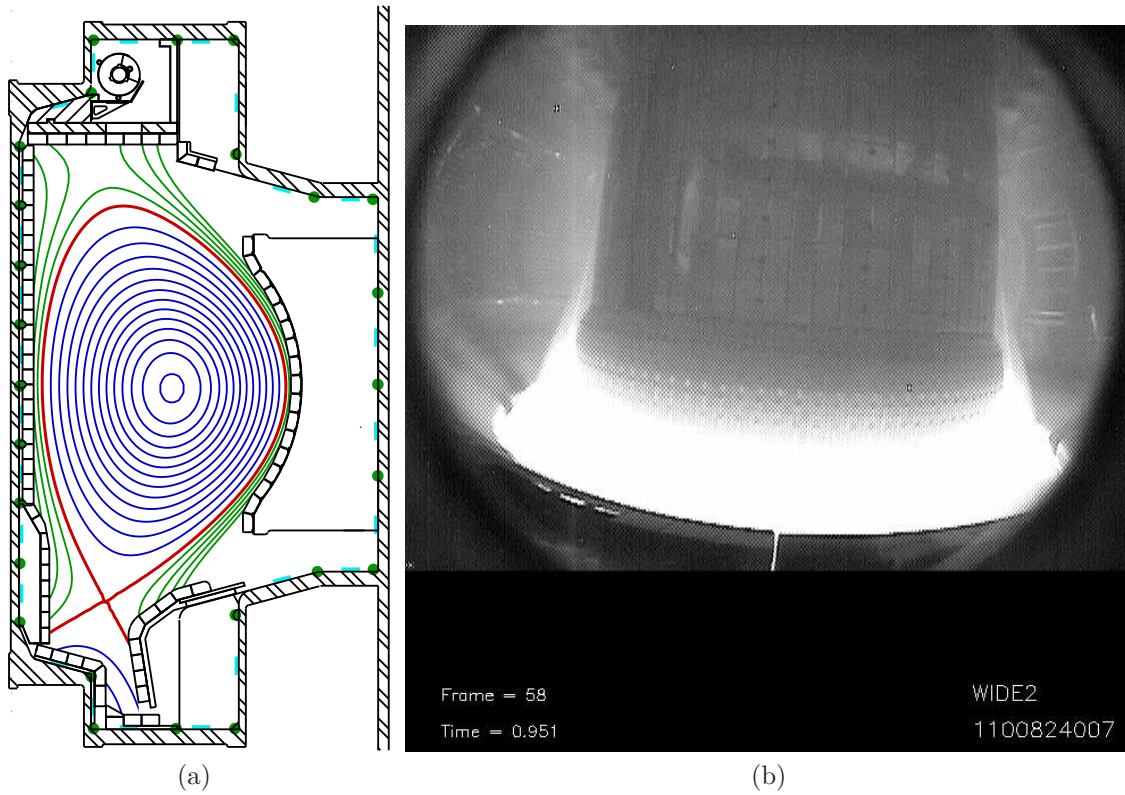 Frame = 58
WIDE2
Time = 0.951
1100824007
(a)
(b)